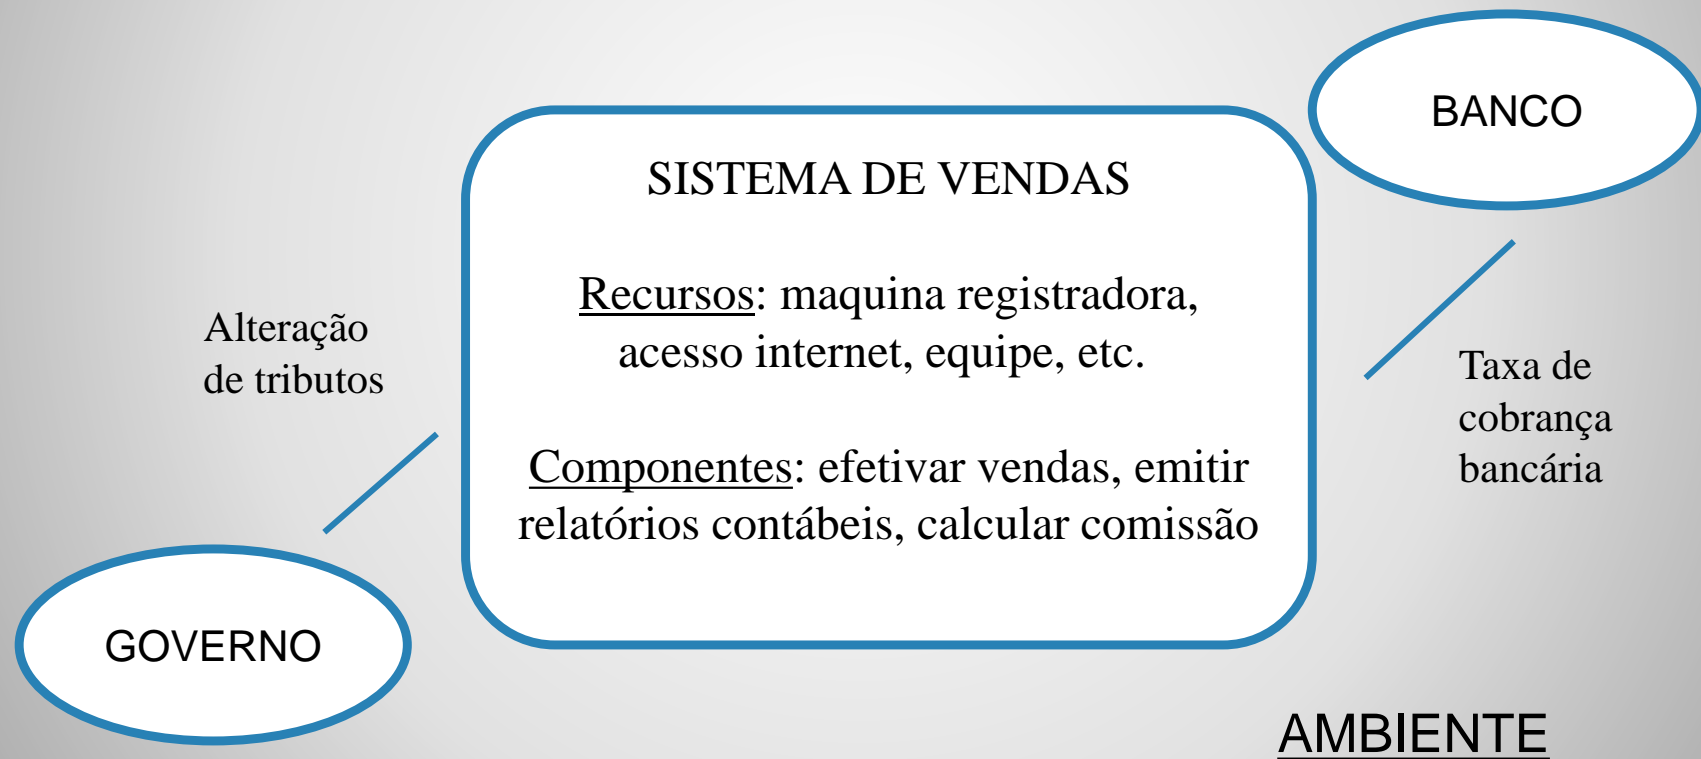 BANCO
SISTEMA DE VENDAS
Recursos: maquina registradora,
acesso internet, equipe, etc.
Componentes: efetivar vendas, emitir
relatórios contábeis, calcular comissão
Alteração
de tributos
Taxa de
cobrança
bancária
GOVERNO
AMBIENTE